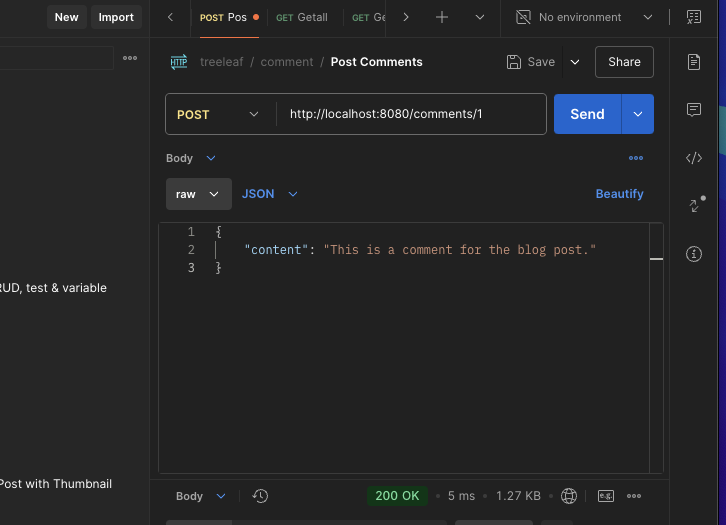 New Import POST Pos GET Getall GET Ge No environment
HTTP treeleaf / comment / Post Comments Save Share
POST http://localhost:8080/comments/1 Send
Body
raw JSON Beautify
1 {
2 "content": "This is a comment for the blog post."
3 }
RUD, test & variable
Post with Thumbnail
Body 200 OK 5 ms 1.27 KB e.g.